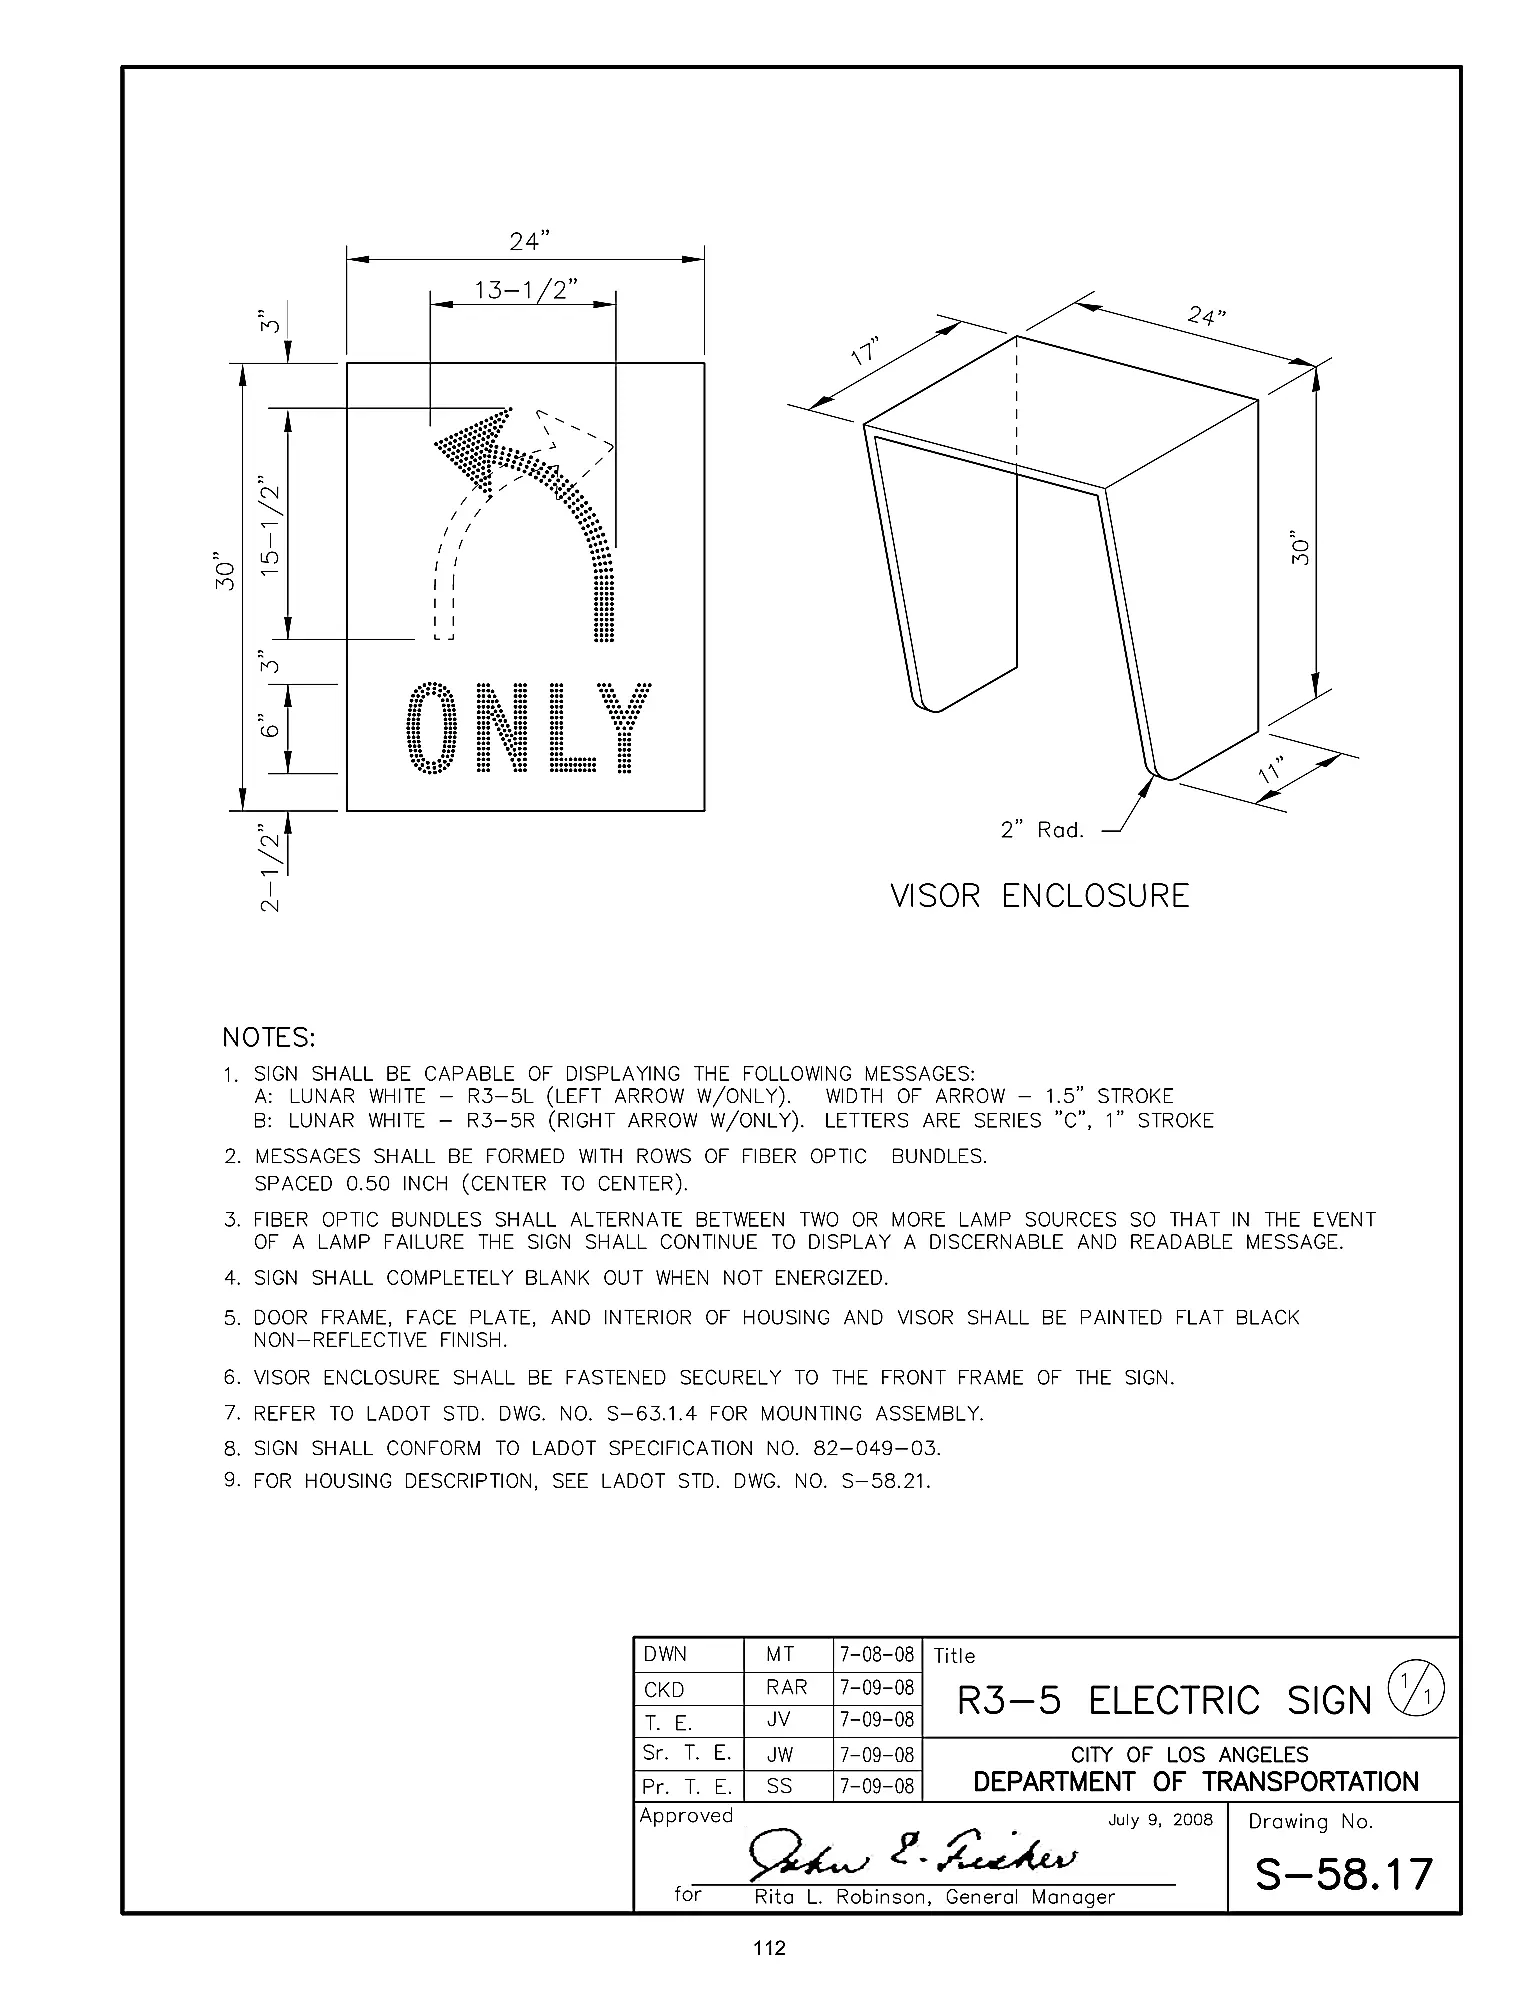 24”
13–1/2”
3”
15–1/2”
30”
3”
6”
2–1/2”
ONLY
17”
24”
30”
11”
2” Rad.
VISOR ENCLOSURE
NOTES:
1. SIGN SHALL BE CAPABLE OF DISPLAYING THE FOLLOWING MESSAGES:
A: LUNAR WHITE – R3–5L (LEFT ARROW W/ONLY). WIDTH OF ARROW – 1.5” STROKE
B: LUNAR WHITE – R3–5R (RIGHT ARROW W/ONLY). LETTERS ARE SERIES ”C”, 1” STROKE
2. MESSAGES SHALL BE FORMED WITH ROWS OF FIBER OPTIC BUNDLES.
SPACED 0.50 INCH (CENTER TO CENTER).
3. FIBER OPTIC BUNDLES SHALL ALTERNATE BETWEEN TWO OR MORE LAMP SOURCES SO THAT IN THE EVENT
OF A LAMP FAILURE THE SIGN SHALL CONTINUE TO DISPLAY A DISCERNABLE AND READABLE MESSAGE.
4. SIGN SHALL COMPLETELY BLANK OUT WHEN NOT ENERGIZED.
5. DOOR FRAME, FACE PLATE, AND INTERIOR OF HOUSING AND VISOR SHALL BE PAINTED FLAT BLACK
NON–REFLECTIVE FINISH.
6. VISOR ENCLOSURE SHALL BE FASTENED SECURELY TO THE FRONT FRAME OF THE SIGN.
7. REFER TO LADOT STD. DWG. NO. S–63.1.4 FOR MOUNTING ASSEMBLY.
8. SIGN SHALL CONFORM TO LADOT SPECIFICATION NO. 82–049–03.
9. FOR HOUSING DESCRIPTION, SEE LADOT STD. DWG. NO. S–58.21.
DWN MT 7–08–08
CKD RAR 7–09–08
T. E. JV 7–09–08
Sr. T. E. JW 7–09–08
Pr. T. E. SS 7–09–08
Title
R3–5 ELECTRIC SIGN 1/1
CITY OF LOS ANGELES
DEPARTMENT OF TRANSPORTATION
Approved
July 9, 2008
John E. Fisher
for Rita L. Robinson, General Manager
Drawing No.
S–58.17
112